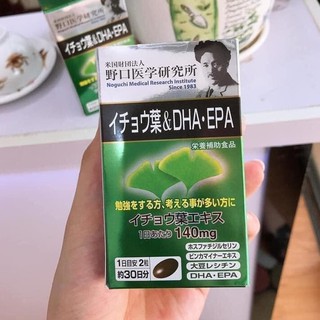 米国財団法人
野口医学研究所
Noguchi Medical Research Institute
Since 1983
イチョウ葉&DHA・EPA
栄養補助食品
勉強をする方、考える事が多い方に
イチョウ葉エキス
1日あたり 140mg
ホスファチジルセリン
ビンカマイナーエキス
大豆レシチン
DHA・EPA
1日目安 2粒
約30日分